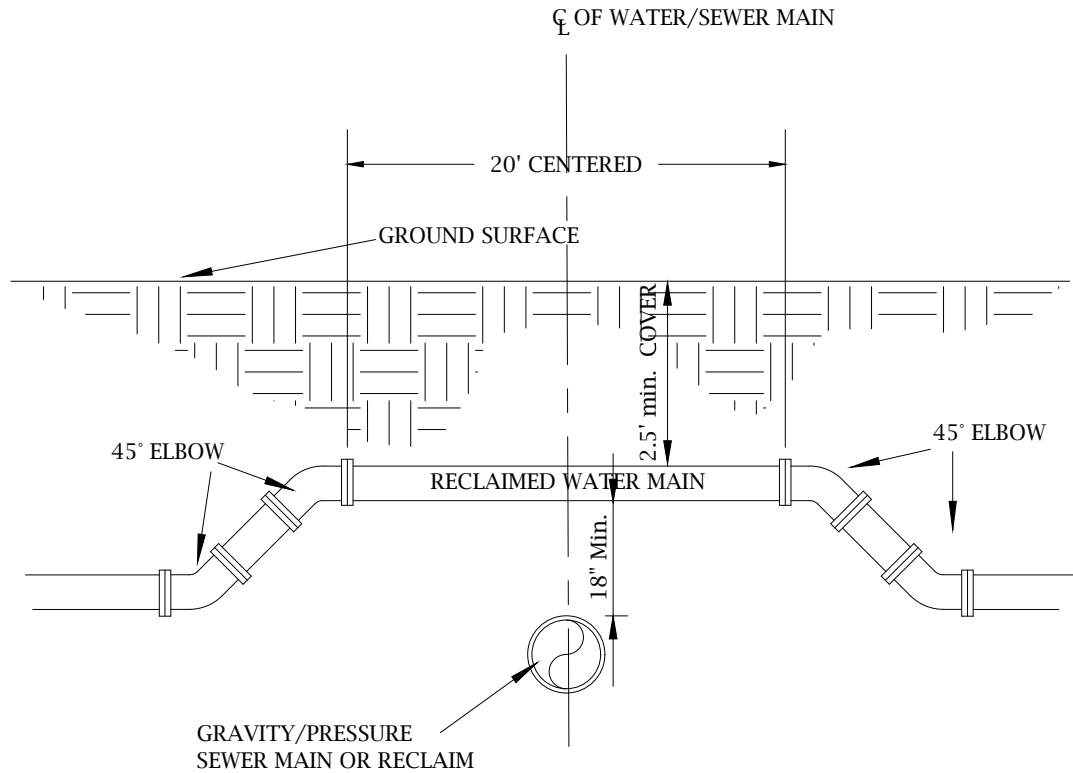 ℄ OF WATER/SEWER MAIN
20' CENTERED
GROUND SURFACE
2.5' min. COVER
45° ELBOW
45° ELBOW
RECLAIMED WATER MAIN
18" Min.
GRAVITY/PRESSURE
SEWER MAIN OR RECLAIM